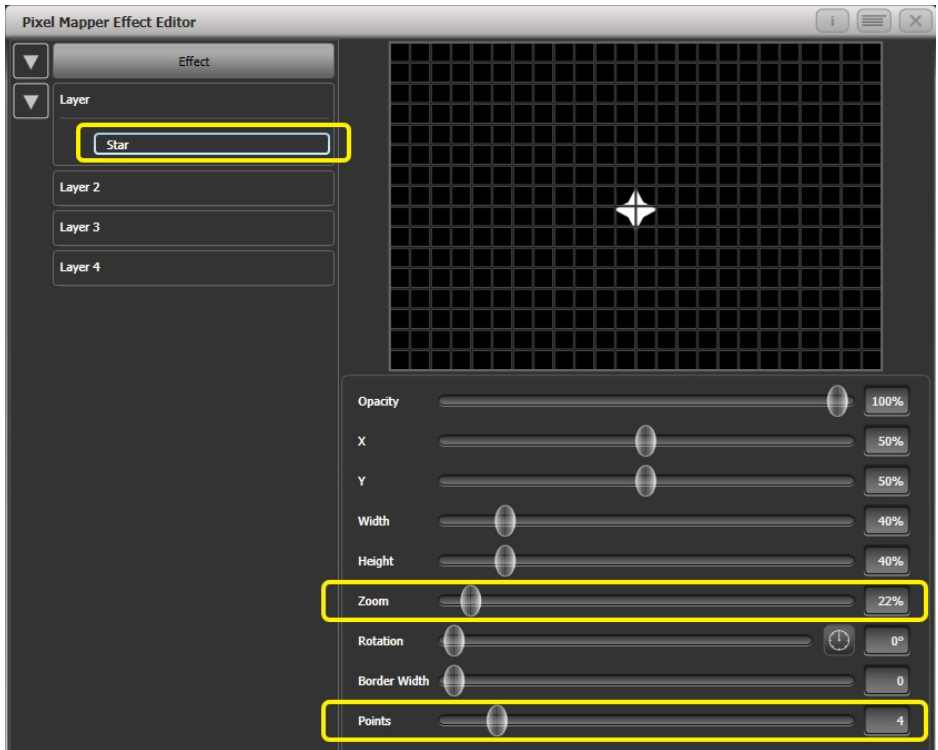 Pixel Mapper Effect Editor
i
Effect
Layer
Star
Layer 2
Layer 3
Layer 4
Opacity 100%
X 50%
Y 50%
Width 40%
Height 40%
Zoom 22%
Rotation 0°
Border Width 0
Points 4